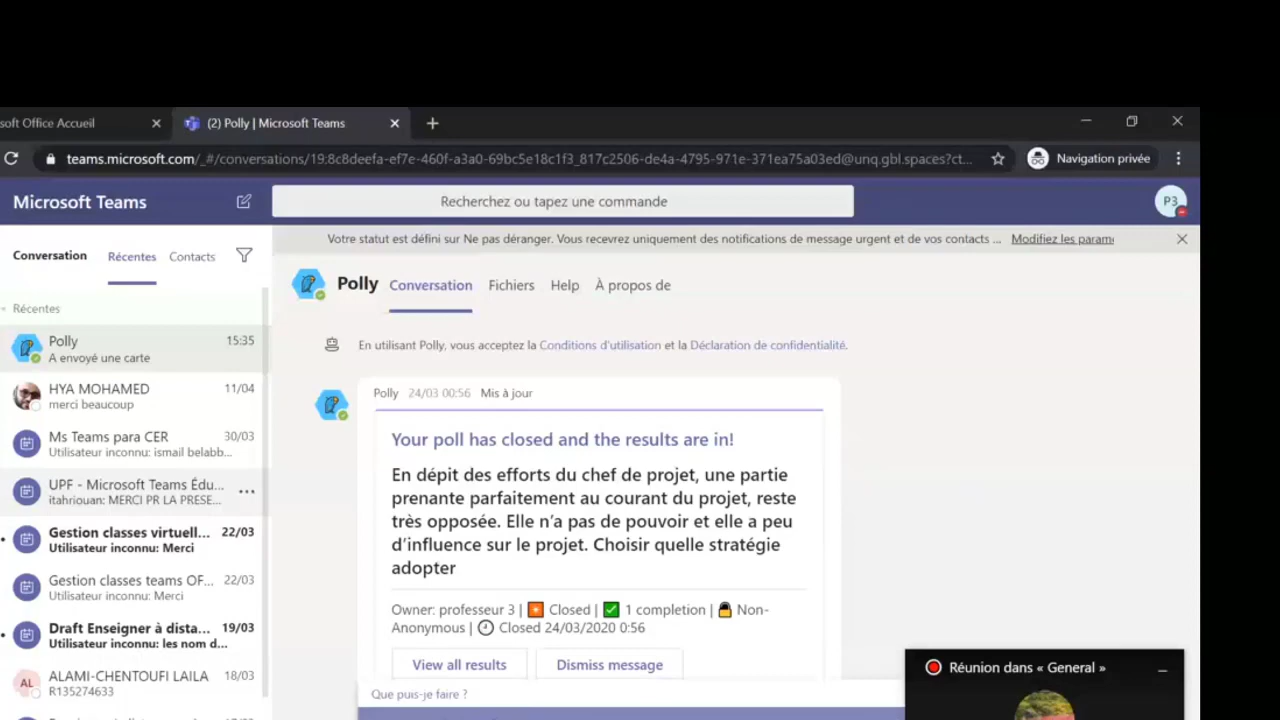 soft Office Accueil
(2) Polly | Microsoft Teams
teams.microsoft.com/_#/conversations/19:8c8deefa-ef7e-460f-a3a0-69bc5e18c1f3_817c2506-de4a-4795-971e-371ea75a03ed@unq.gbl.spaces?ct...
Navigation privée
Microsoft Teams
Recherchez ou tapez une commande
P3
Votre statut est défini sur Ne pas déranger. Vous recevrez uniquement des notifications de message urgent et de vos contacts ... Modifiez les param
Conversation Récentes Contacts
Polly Conversation Fichiers Help À propos de
Récentes
Polly 15:35
A envoyé une carte
HYA MOHAMED 11/04
merci beaucoup
Ms Teams para CER 30/03
Utilisateur inconnu: ismail belabb...
UPF - Microsoft Teams Édu...
itahriouan: MERCI PR LA PRESE...
Gestion classes virtuell... 22/03
Utilisateur inconnu: Merci
Gestion classes teams OF... 22/03
Utilisateur inconnu: Merci
Draft Enseigner à dista... 19/03
Utilisateur inconnu: les nom d...
AL
ALAMI-CHENTOUFI LAILA 18/03
R135274633
En utilisant Polly, vous acceptez la Conditions d'utilisation et la Déclaration de confidentialité.
Polly 24/03 00:56 Mis à jour
Your poll has closed and the results are in!
En dépit des efforts du chef de projet, une partie
prenante parfaitement au courant du projet, reste
très opposée. Elle n’a pas de pouvoir et elle a peu
d’influence sur le projet. Choisir quelle stratégie
adopter
Owner: professeur 3 | Closed | 1 completion | Non-
Anonymous | Closed 24/03/2020 0:56
View all results Dismiss message
Que puis-je faire ?
Réunion dans « General »